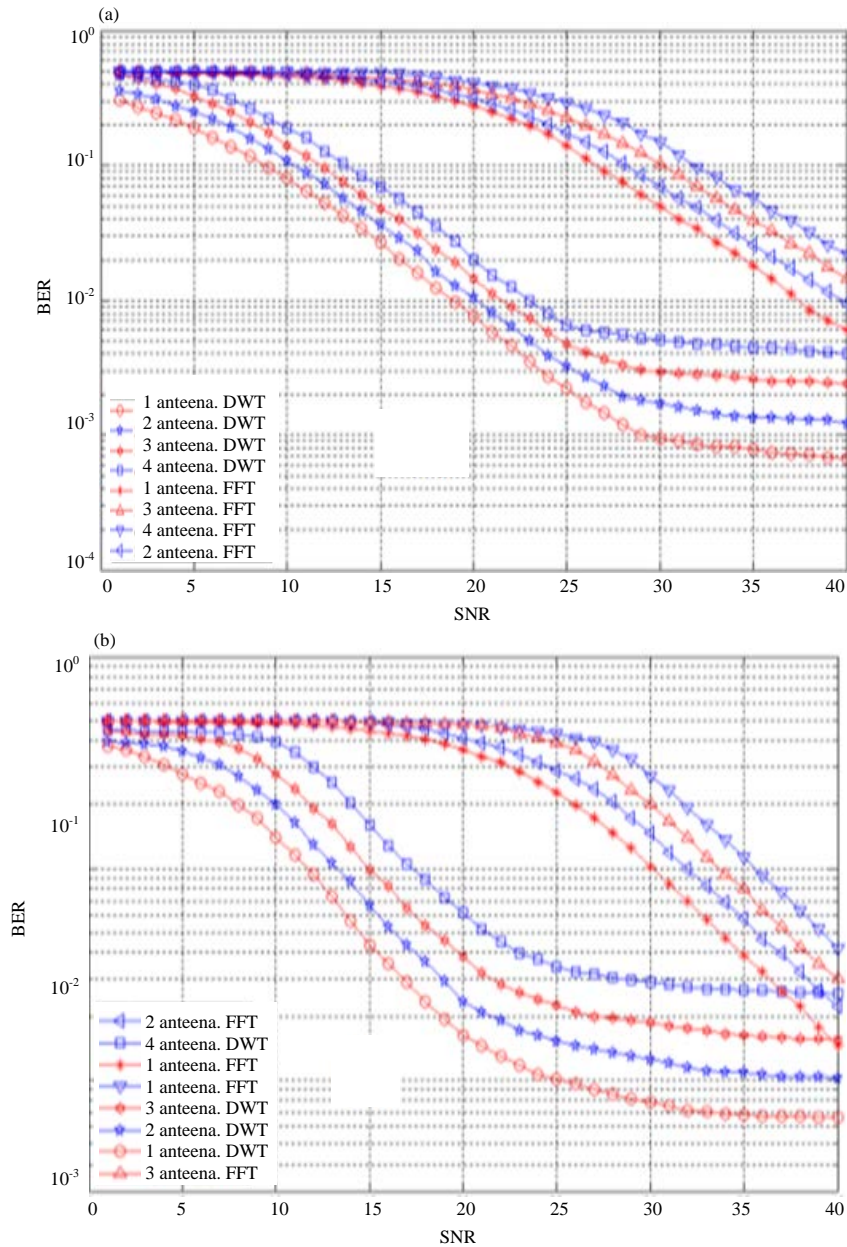 (a)
10^0
10^-1
10^-2
10^-3
10^-4
BER
1 anteena. DWT
2 anteena. DWT
3 anteena. DWT
4 anteena. DWT
1 anteena. FFT
3 anteena. FFT
4 anteena. FFT
2 anteena. FFT
5 10 15 20 25 30 35 40
SNR
(b)
10^0
10^-1
10^-2
10^-3
BER
2 anteena. FFT
4 anteena. DWT
1 anteena. FFT
1 anteena. FFT
3 anteena. DWT
2 anteena. DWT
1 anteena. DWT
3 anteena. FFT
0 5 10 15 20 25 30 35 40
SNR